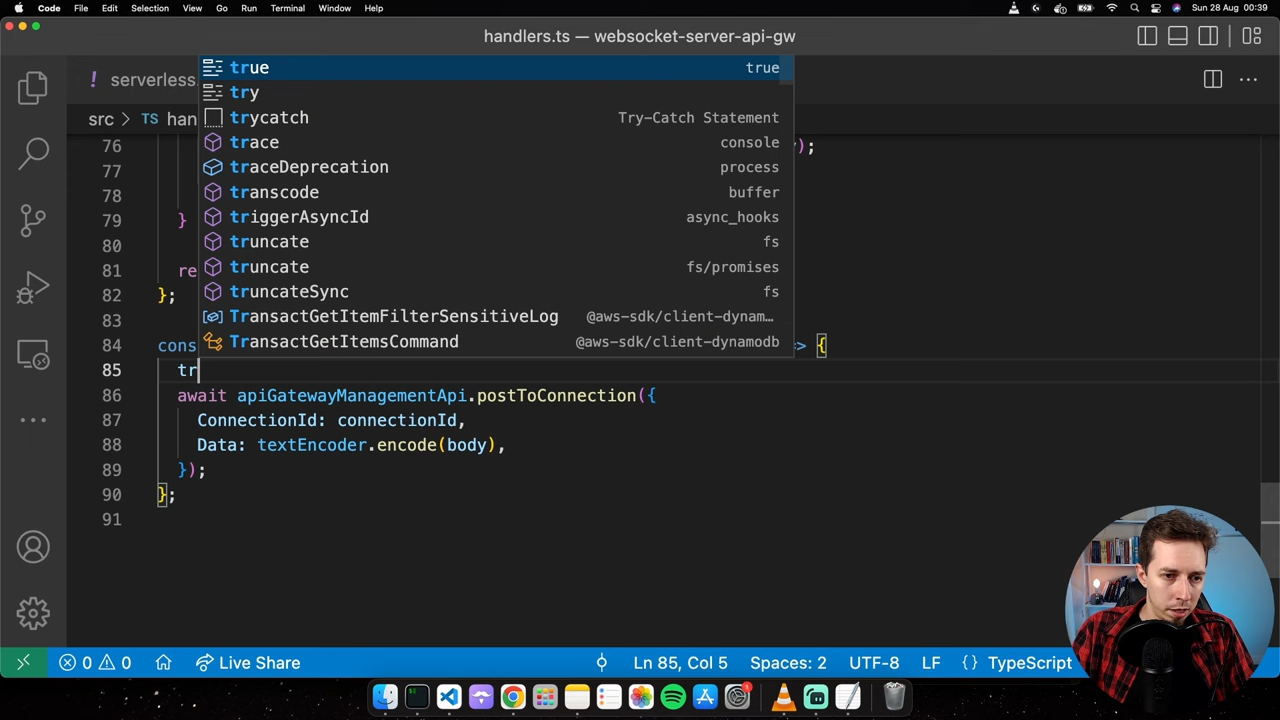 Code File Edit Selection View Go Run Terminal Window Help Sun 28 Aug 00:39
handlers.ts — websocket-server-api-gw
! serverless
src > TS han
true true
try
trycatch Try-Catch Statement
trace console
traceDeprecation process
transcode buffer
triggerAsyncId async_hooks
truncate fs
truncate fs/promises
truncateSync fs
TransactGetItemFilterSensitiveLog @aws-sdk/client-dynam…
TransactGetItemsCommand @aws-sdk/client-dynamodb
76 );
77
78
79 }
80
81 re
82 };
83
84 cons => {
85 tr
86 await apiGatewayManagementApi.postToConnection({
87 ConnectionId: connectionId,
88 Data: textEncoder.encode(body),
89 });
90 };
91
0 0 Live Share Ln 85, Col 5 Spaces: 2 UTF-8 LF {} TypeScript